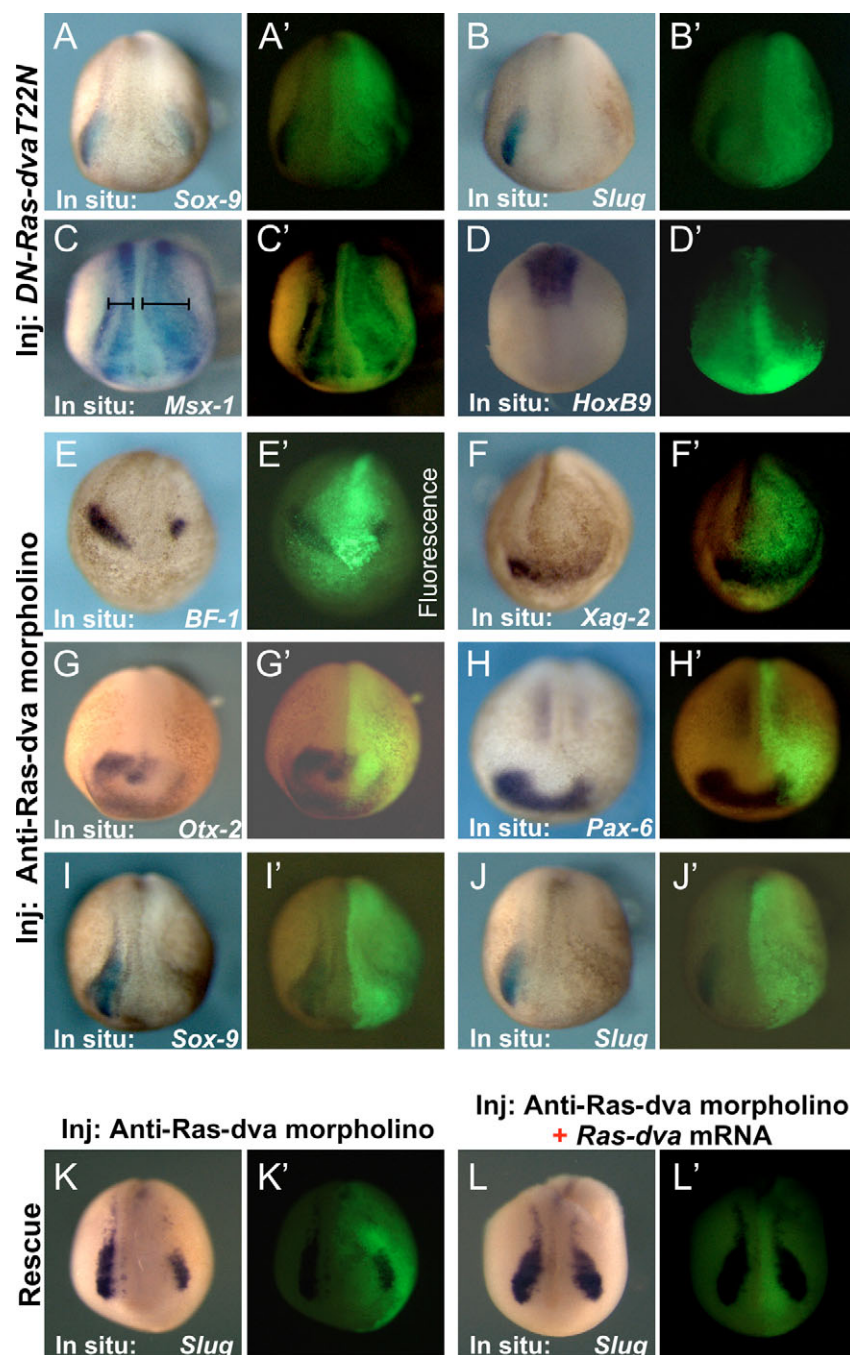 Inj: DN-Ras-dvaT22N
A
In situ: Sox-9
A'
B
In situ: Slug
B'
C
In situ: Msx-1
C'
D
In situ: HoxB9
D'
Inj: Anti-Ras-dva morpholino
E
In situ: BF-1
E'
Fluorescence
F
In situ: Xag-2
F'
G
In situ: Otx-2
G'
H
In situ: Pax-6
H'
I
In situ: Sox-9
I'
J
In situ: Slug
J'
Inj: Anti-Ras-dva morpholino
Inj: Anti-Ras-dva morpholino
+ Ras-dva mRNA
Rescue
K
In situ: Slug
K'
L
In situ: Slug
L'